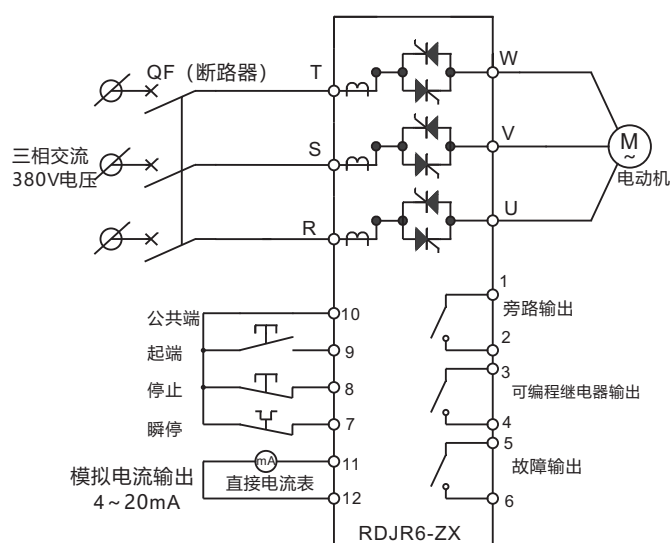 QF（断路器）
T
W
S
V
R
U
三相交流
380V电压
M
~
电动机
公共端
10
起端
9
停止
8
瞬停
7
模拟电流输出
4～20mA
mA
直接电流表
11
12
1
旁路输出
2
3
可编程继电器输出
4
5
故障输出
6
RDJR6-ZX